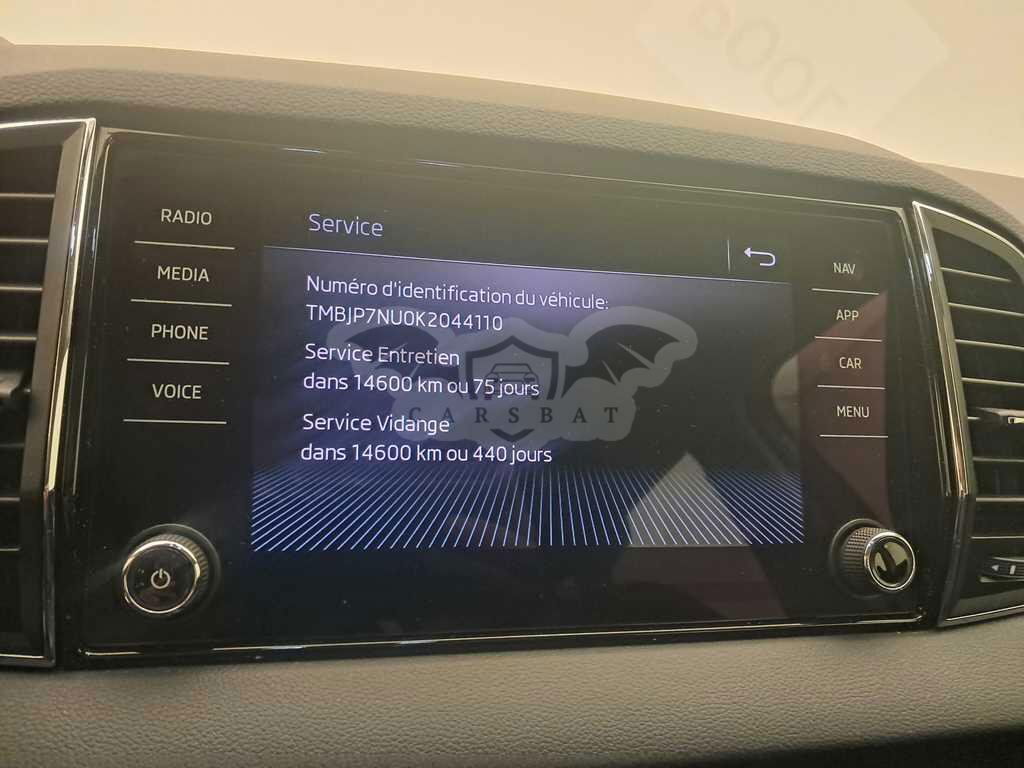 POOL
RADIO
MEDIA
PHONE
VOICE
Service
Numéro d'identification du véhicule:
TMBJP7NU0K2044110
Service Entretien
dans 14600 km ou 75 jours
Service Vidange
dans 14600 km ou 440 jours
CARSBAT
NAV
APP
CAR
MENU